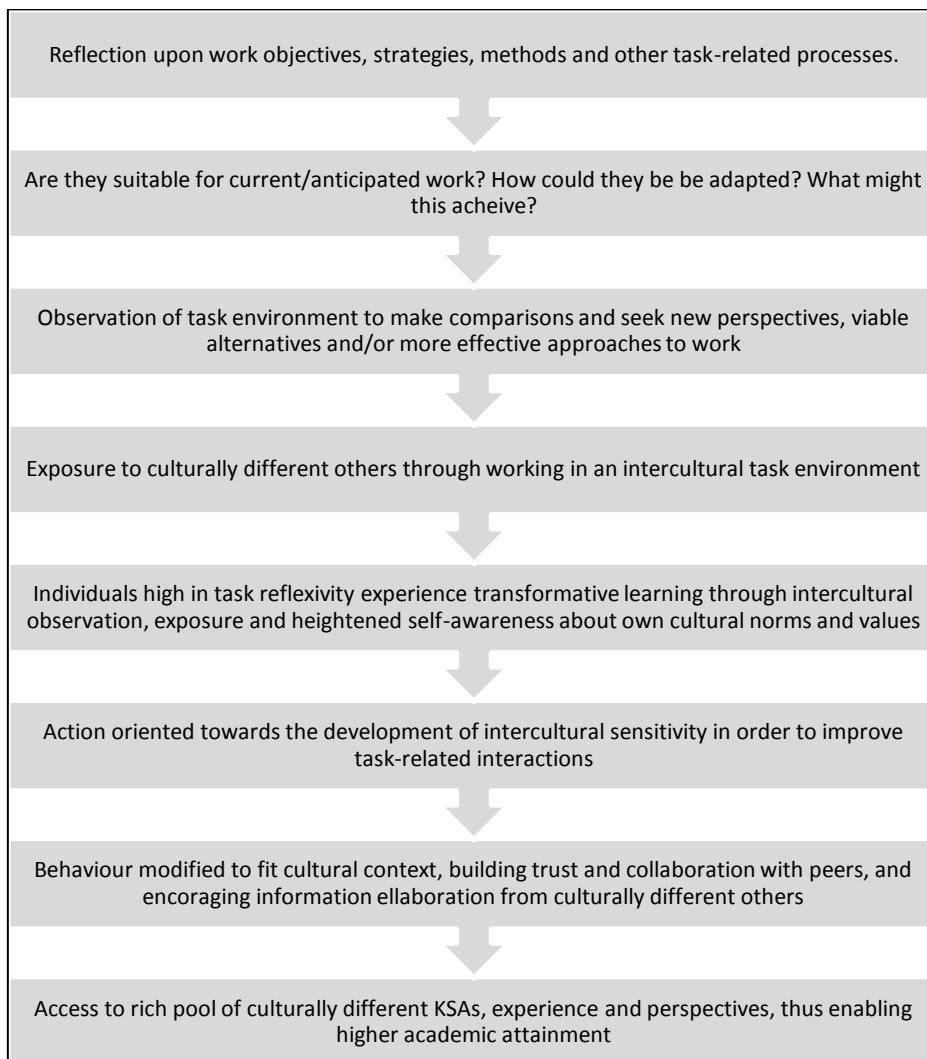 Reflection upon work objectives, strategies, methods and other task-related processes.
Are they suitable for current/anticipated work? How could they be be adapted? What might
this acheive?
Observation of task environment to make comparisons and seek new perspectives, viable
alternatives and/or more effective approaches to work
Exposure to culturally different others through working in an intercultural task environment
Individuals high in task reflexivity experience transformative learning through intercultural
observation, exposure and heightened self-awareness about own cultural norms and values
Action oriented towards the development of intercultural sensitivity in order to improve
task-related interactions
Behaviour modified to fit cultural context, building trust and collaboration with peers, and
encouraging information ellaboration from culturally different others
Access to rich pool of culturally different KSAs, experience and perspectives, thus enabling
higher academic attainment